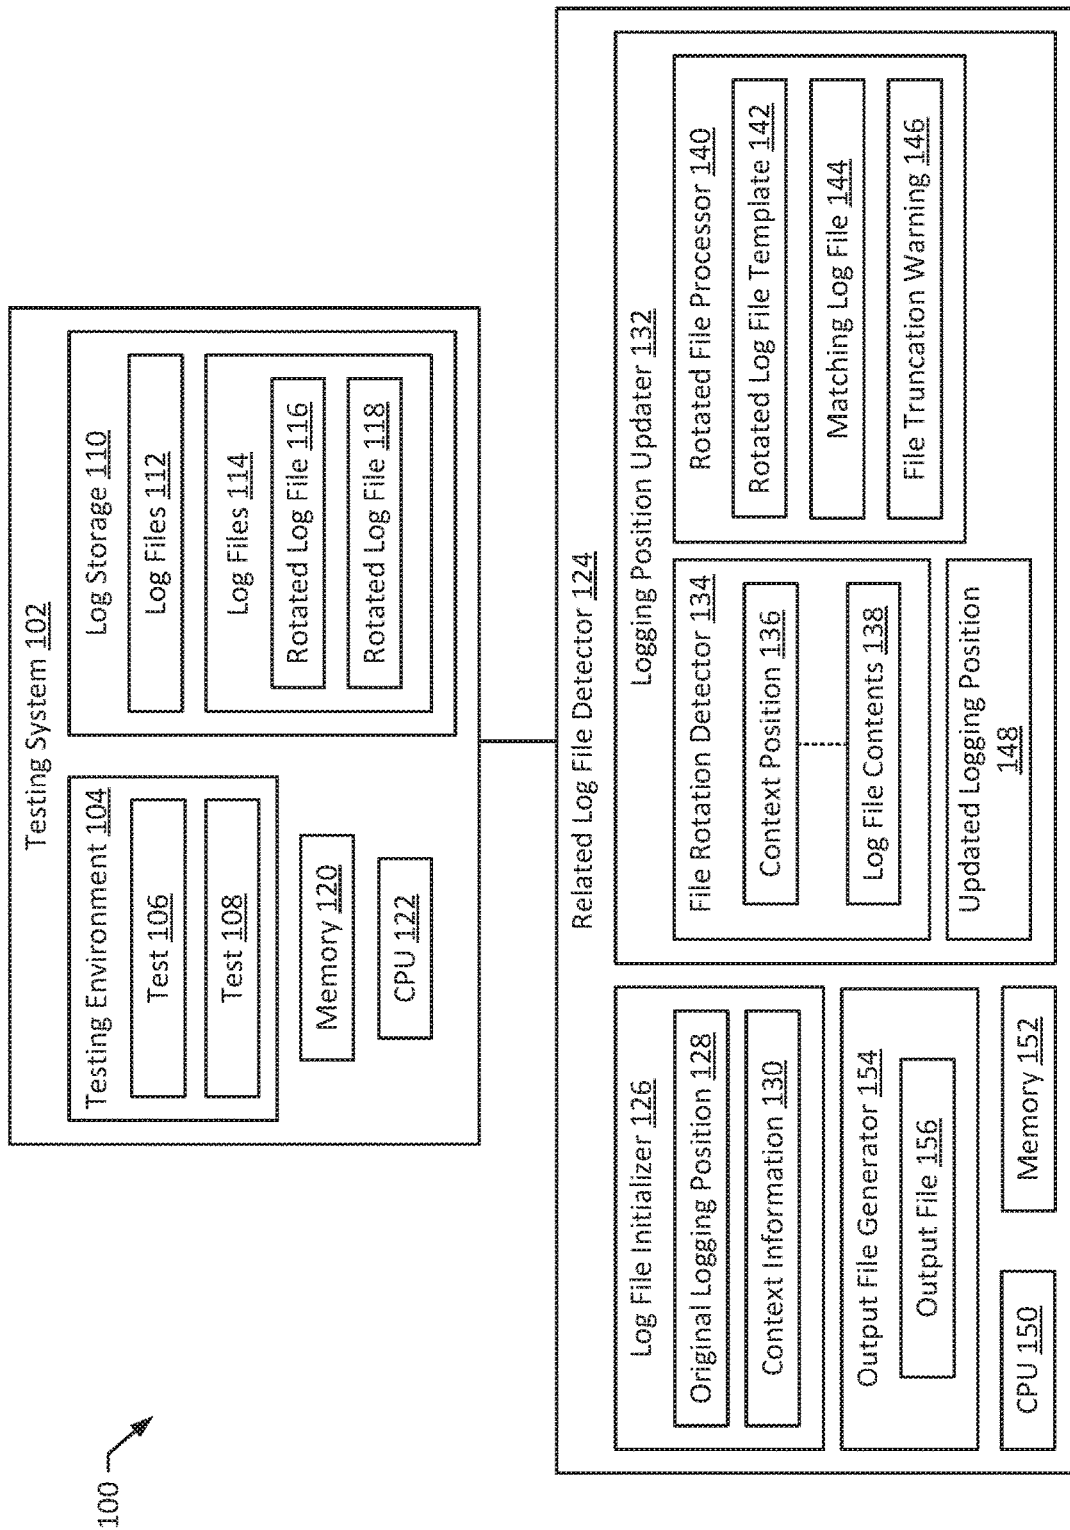 100
Testing System 102
Testing Environment 104
Test 106
Test 108
Memory 120
CPU 122
Log Storage 110
Log Files 112
Log Files 114
Rotated Log File 116
Rotated Log File 118
Related Log File Detector 124
Log File Initializer 126
Original Logging Position 128
Context Information 130
Output File Generator 154
Output File 156
CPU 150
Memory 152
Logging Position Updater 132
File Rotation Detector 134
Context Position 136
Log File Contents 138
Updated Logging Position
148
Rotated File Processor 140
Rotated Log File Template 142
Matching Log File 144
File Truncation Warning 146